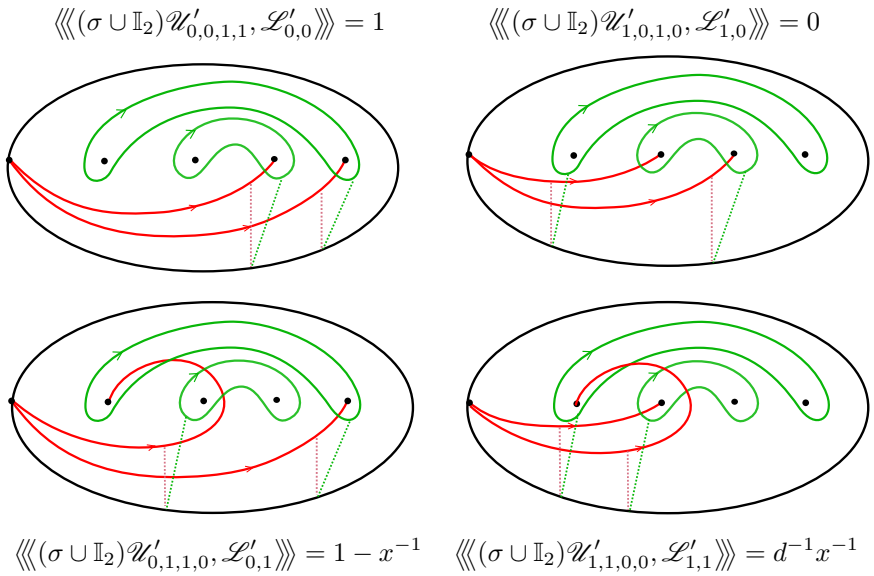 ⟪⟨(σ ∪ 𝕀₂)𝒰′₀,₀,₁,₁, ℒ′₀,₀⟩⟫ = 1
⟪⟨(σ ∪ 𝕀₂)𝒰′₁,₀,₁,₀, ℒ′₁,₀⟩⟫ = 0
⟪⟨(σ ∪ 𝕀₂)𝒰′₀,₁,₁,₀, ℒ′₀,₁⟩⟫ = 1 − x⁻¹
⟪⟨(σ ∪ 𝕀₂)𝒰′₁,₁,₀,₀, ℒ′₁,₁⟩⟫ = d⁻¹x⁻¹